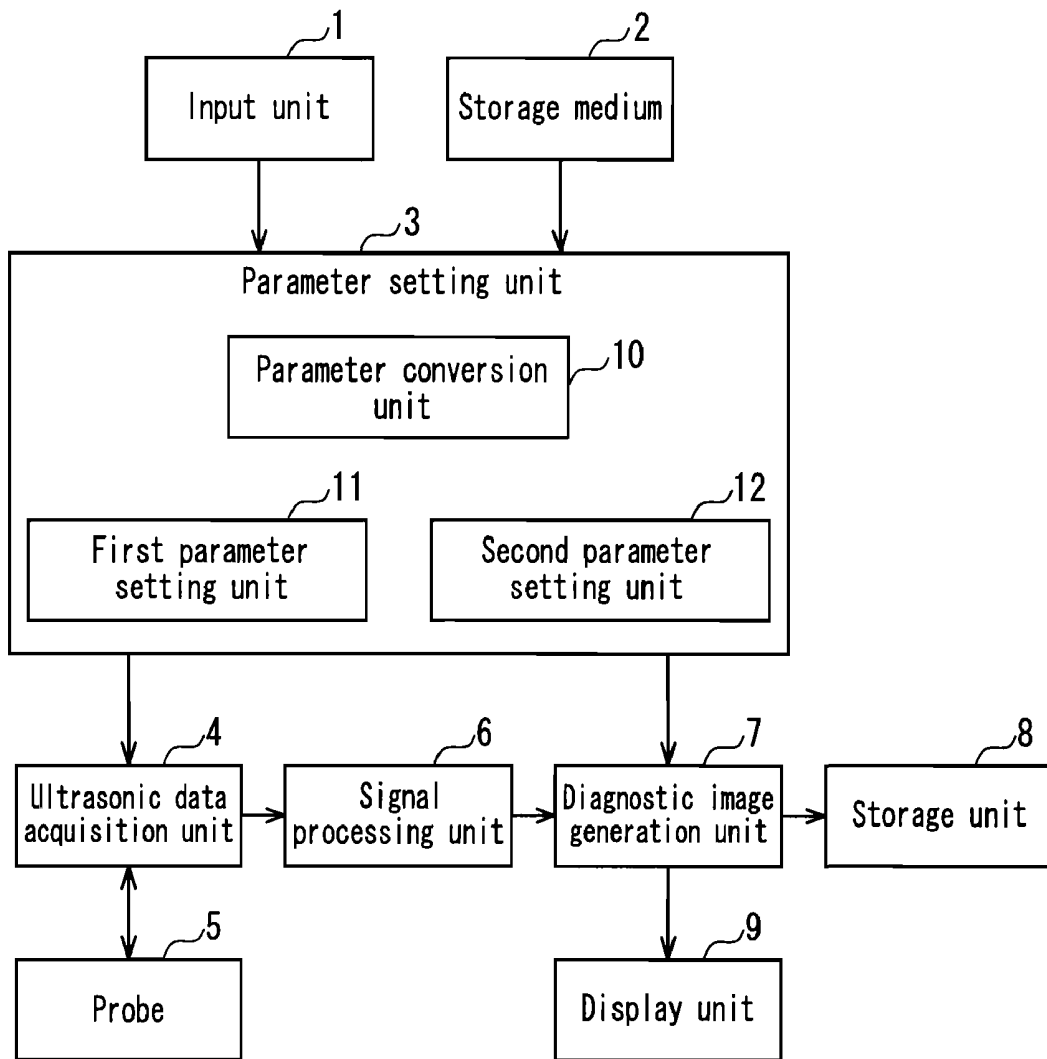 1
2
Input unit
Storage medium
3
Parameter setting unit
Parameter conversion
unit
10
11
12
First parameter
setting unit
Second parameter
setting unit
4
6
7
8
Ultrasonic data
acquisition unit
Signal
processing unit
Diagnostic image
generation unit
Storage unit
5
9
Probe
Display unit